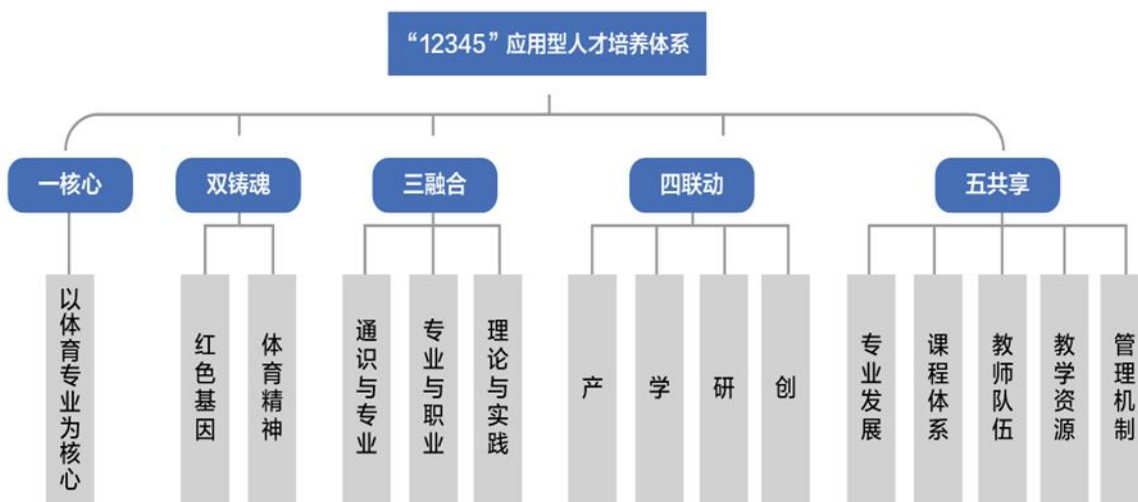 “12345”应用型人才培养体系
一核心
双铸魂
三融合
四联动
五共享
以体育专业为核心
红色基因
体育精神
通识与专业
专业与职业
理论与实践
产
学
研
创
专业发展
课程体系
教师队伍
教学资源
管理机制